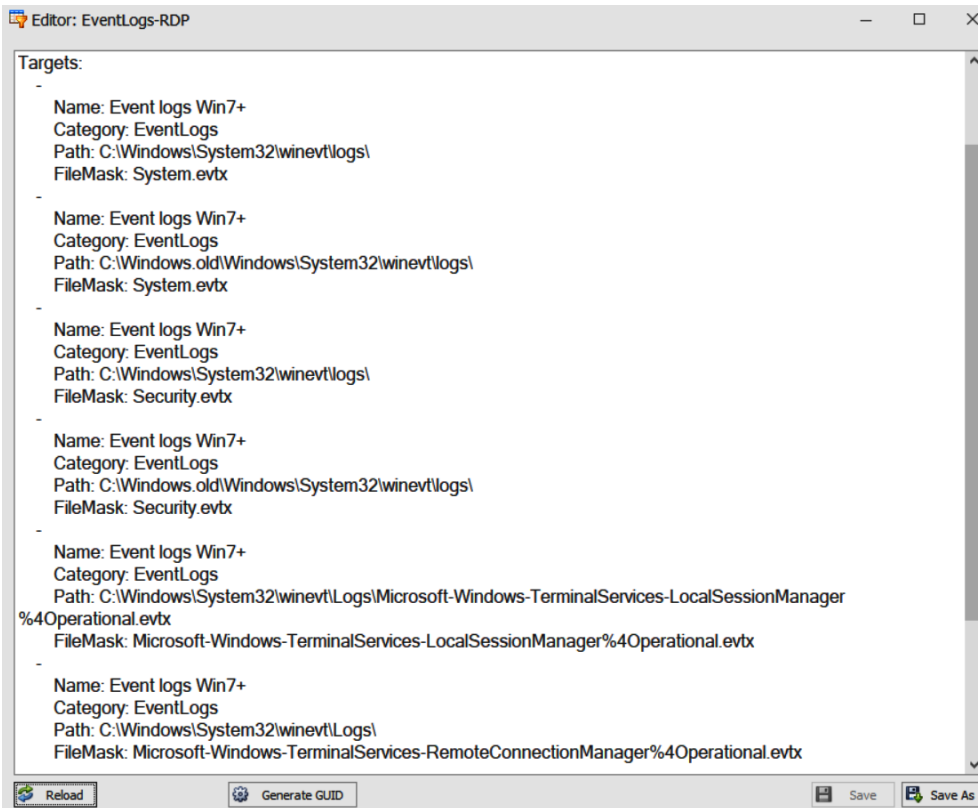 Editor: EventLogs-RDP
Targets:
-
Name: Event logs Win7+
Category: EventLogs
Path: C:\Windows\System32\winevt\logs\
FileMask: System.evtx
-
Name: Event logs Win7+
Category: EventLogs
Path: C:\Windows.old\Windows\System32\winevt\logs\
FileMask: System.evtx
-
Name: Event logs Win7+
Category: EventLogs
Path: C:\Windows\System32\winevt\logs\
FileMask: Security.evtx
-
Name: Event logs Win7+
Category: EventLogs
Path: C:\Windows.old\Windows\System32\winevt\logs\
FileMask: Security.evtx
-
Name: Event logs Win7+
Category: EventLogs
Path: C:\Windows\System32\winevt\Logs\Microsoft-Windows-TerminalServices-LocalSessionManager
%4Operational.evtx
FileMask: Microsoft-Windows-TerminalServices-LocalSessionManager%4Operational.evtx
-
Name: Event logs Win7+
Category: EventLogs
Path: C:\Windows\System32\winevt\Logs\
FileMask: Microsoft-Windows-TerminalServices-RemoteConnectionManager%4Operational.evtx
Reload Generate GUID Save Save As